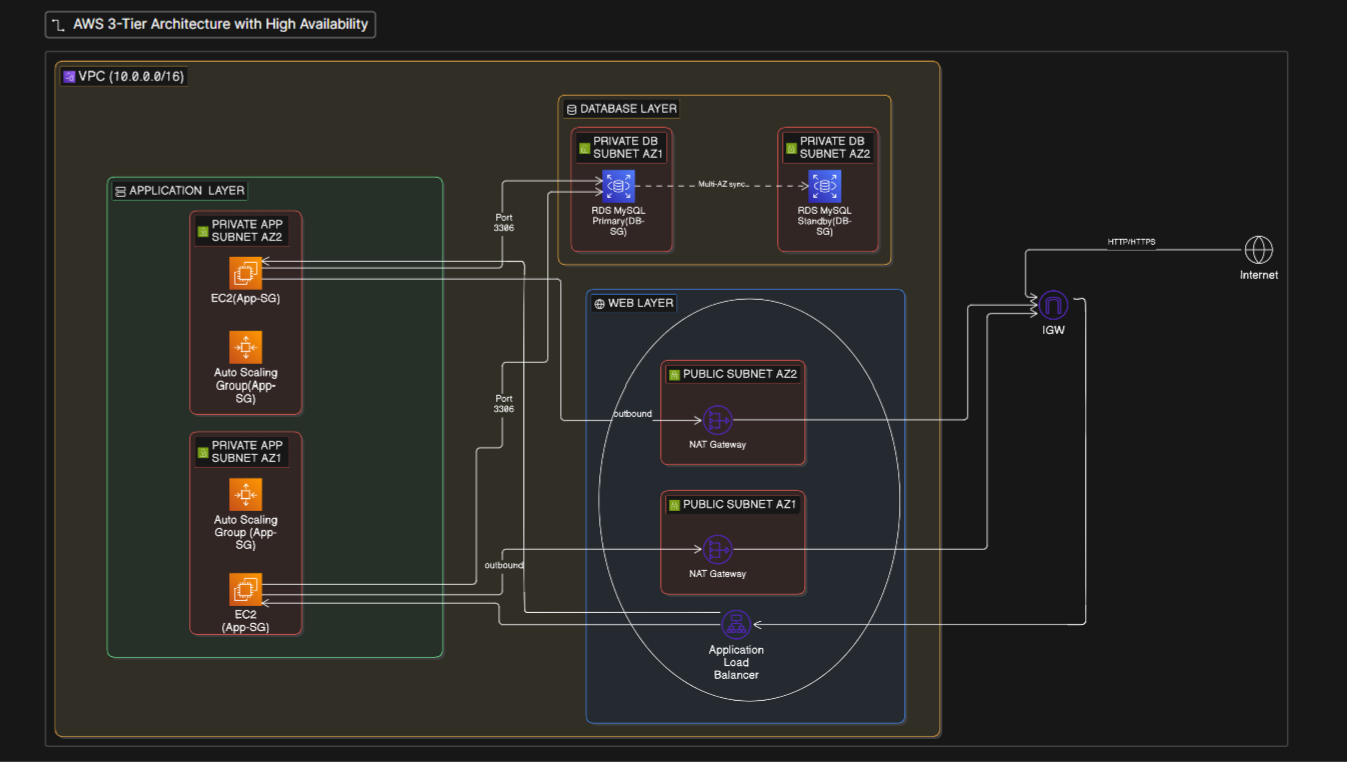 AWS 3-Tier Architecture with High Availability
VPC (10.0.0.0/16)
DATABASE LAYER
PRIVATE DB
SUBNET AZ1
RDS MySQL
Primary(DB-
SG)
Multi-AZ sync
PRIVATE DB
SUBNET AZ2
RDS MySQL
Standby(DB-
SG)
APPLICATION LAYER
PRIVATE APP
SUBNET AZ2
EC2(App-SG)
Auto Scaling
Group(App-
SG)
PRIVATE APP
SUBNET AZ1
Auto Scaling
Group (App-
SG)
EC2
(App-SG)
Port
3306
Port
3306
outbound
outbound
WEB LAYER
PUBLIC SUBNET AZ2
NAT Gateway
PUBLIC SUBNET AZ1
NAT Gateway
Application
Load
Balancer
HTTP/HTTPS
Internet
IGW